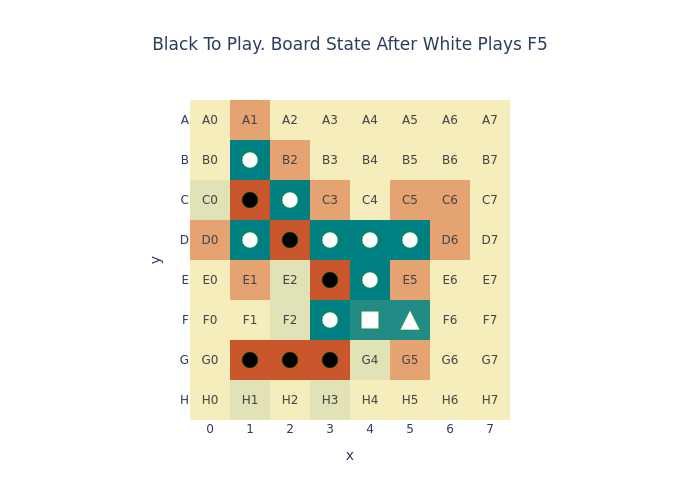 Black To Play. Board State After White Plays F5
A A0 A1 A2 A3 A4 A5 A6 A7
B B0 B2 B3 B4 B5 B6 B7
C C0 C3 C4 C5 C6 C7
D D0 D6 D7
y
E E0 E1 E2 E5 E6 E7
F F0 F1 F2 F6 F7
G G0 G4 G5 G6 G7
H H0 H1 H2 H3 H4 H5 H6 H7
0 1 2 3 4 5 6 7
x